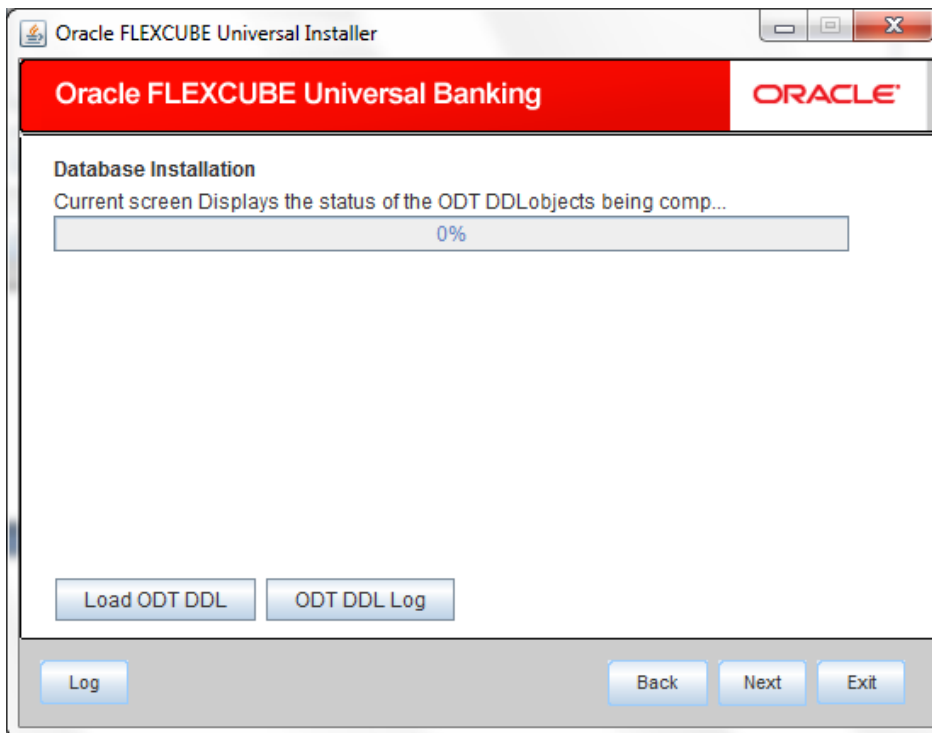 Oracle FLEXCUBE Universal Installer
Oracle FLEXCUBE Universal Banking
ORACLE
Database Installation
Current screen Displays the status of the ODT DDLobjects being comp...
0%
Load ODT DDL
ODT DDL Log
Log
Back
Next
Exit